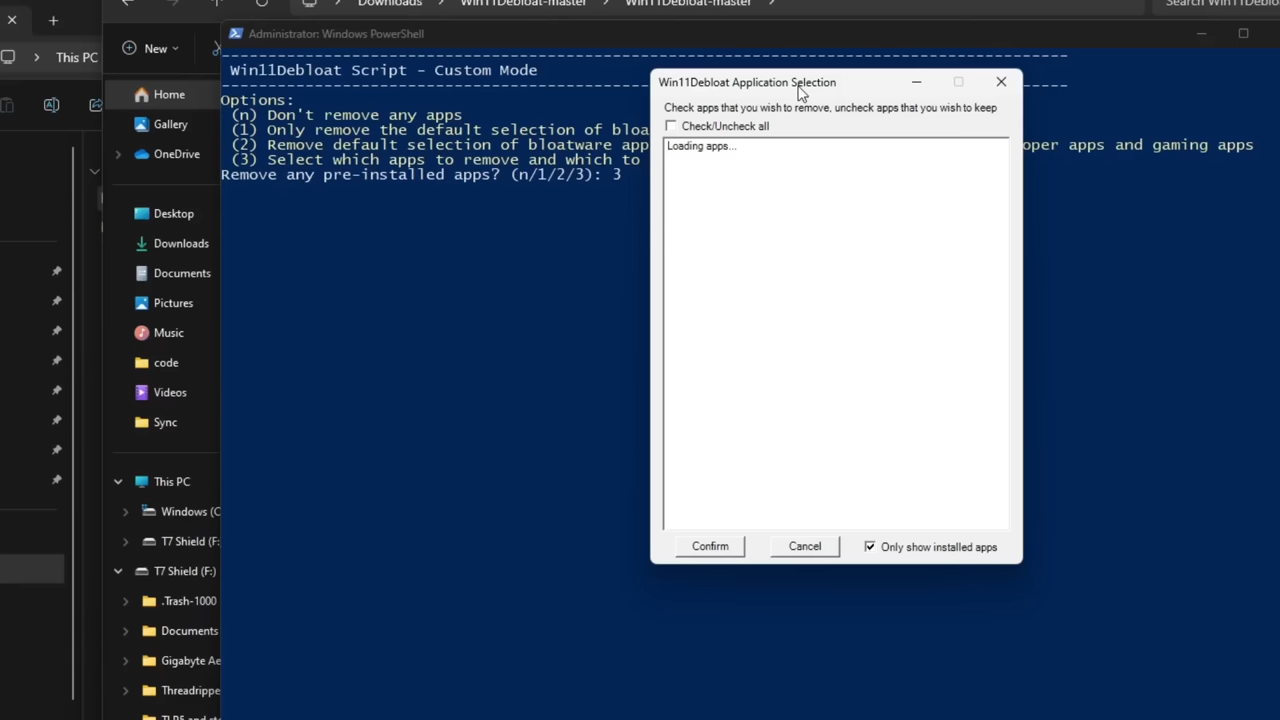 Downloads > Win11Debloat-master > Win11Debloat-master >
This PC
New
Administrator: Windows PowerShell
Win11Debloat Script - Custom Mode
Options:
(n) Don't remove any apps
(1) Only remove the default selection of bloa
(2) Remove default selection of bloatware app
oper apps and gaming apps
(3) Select which apps to remove and which to
Remove any pre-installed apps? (n/1/2/3): 3
Win11Debloat Application Selection
Check apps that you wish to remove, uncheck apps that you wish to keep
Check/Uncheck all
Loading apps...
Confirm
Cancel
Only show installed apps
Home
Gallery
OneDrive
Desktop
Downloads
Documents
Pictures
Music
code
Videos
Sync
This PC
Windows (C
T7 Shield (F:
T7 Shield (F:)
.Trash-1000
Documents
Gigabyte Ae
Threadrippe